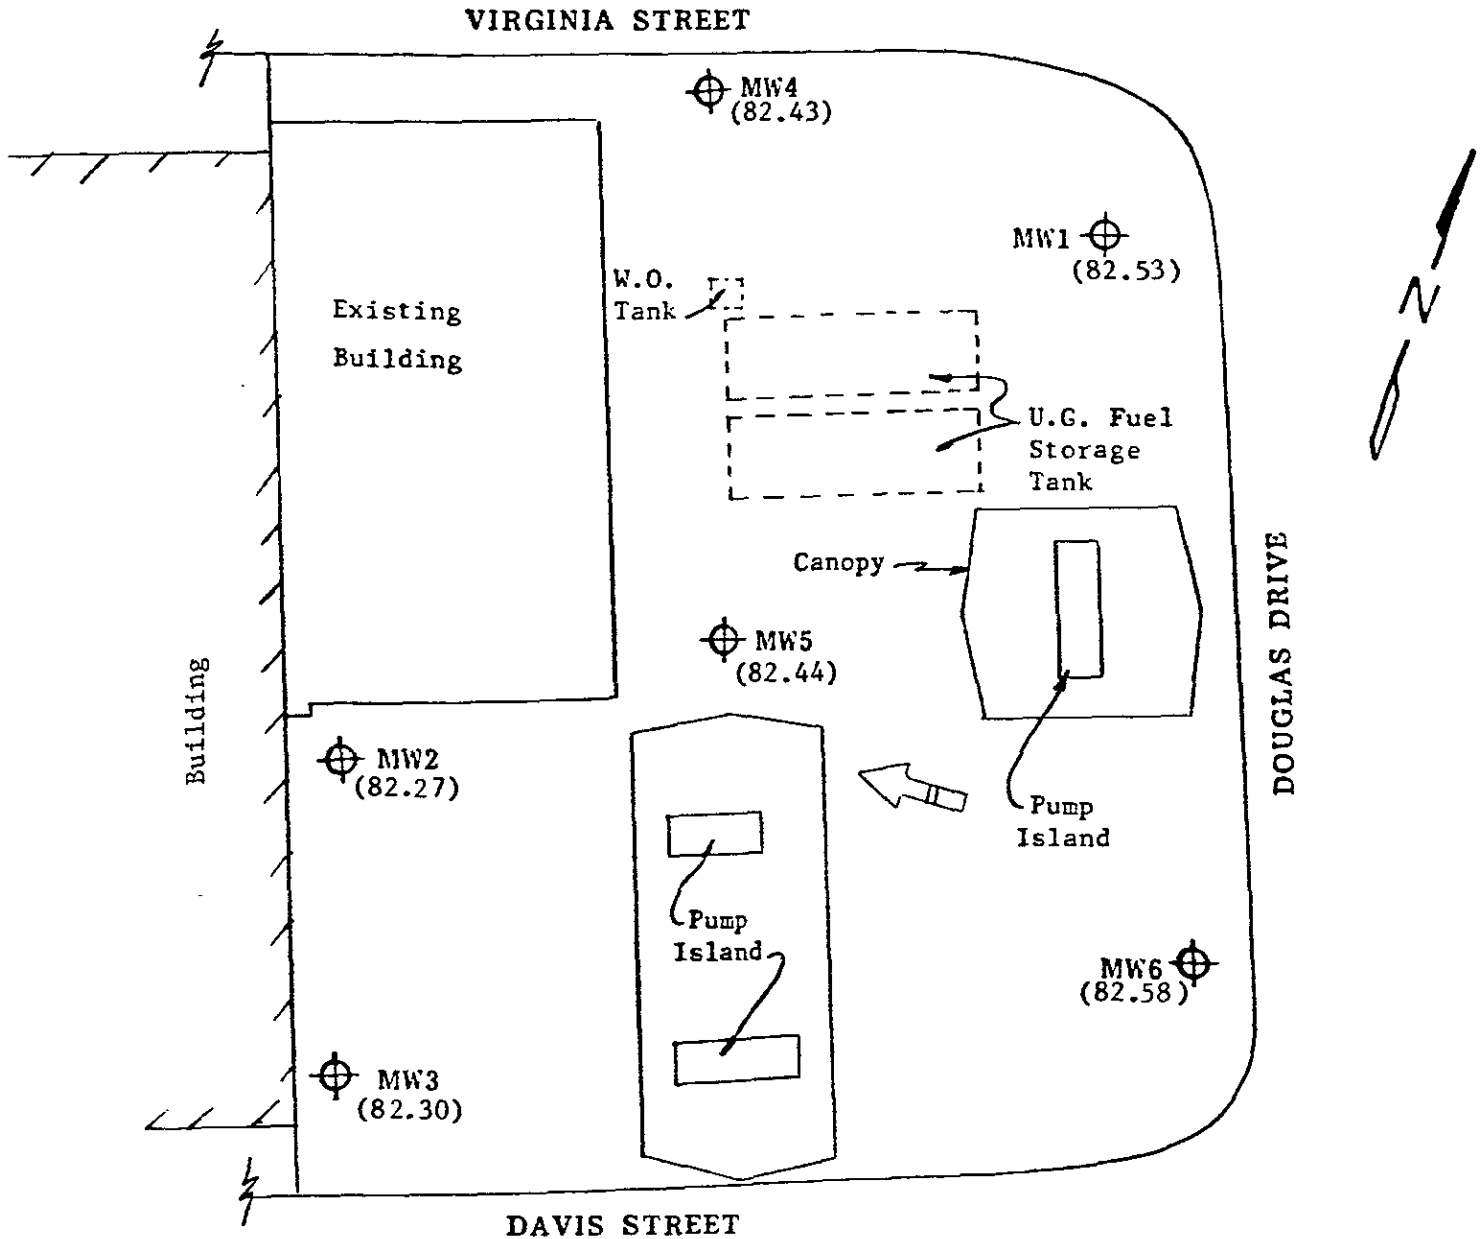 VIRGINIA STREET
MW4
(82.43)
MW1
(82.53)
N
W.O.
Tank
Existing
Building
U.G. Fuel
Storage
Tank
Canopy
DOUGLAS DRIVE
MW5
(82.44)
Building
MW2
(82.27)
Pump
Island
Pump
Island
MW6
(82.58)
MW3
(82.30)
DAVIS STREET